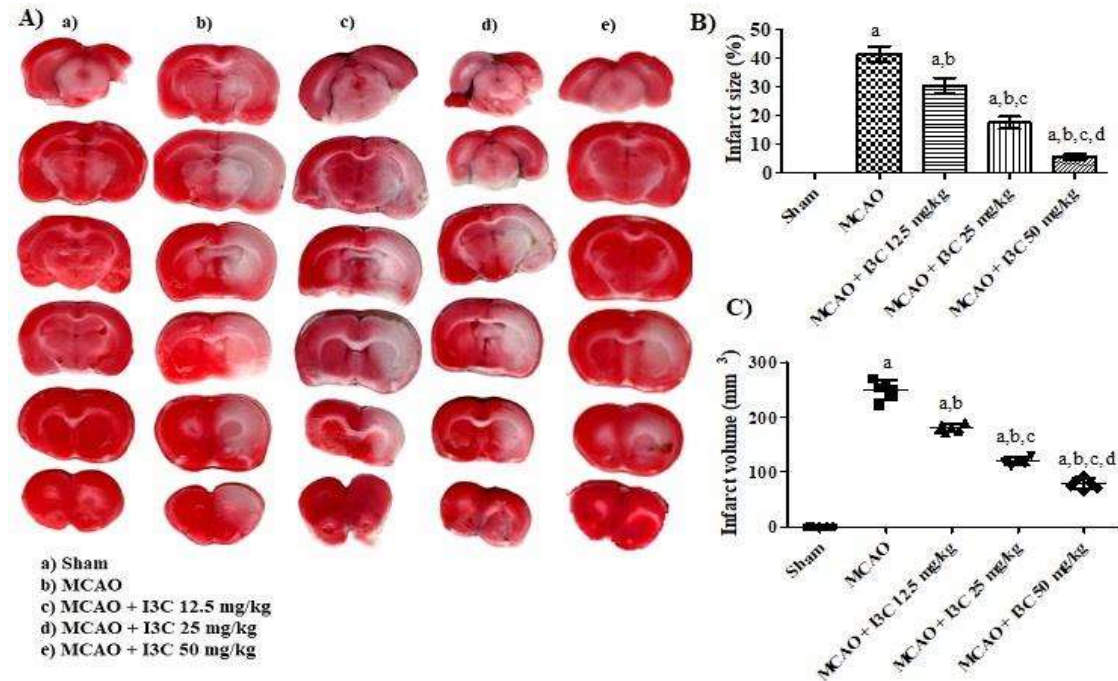 A)
a)
b)
c)
d)
e)
a) Sham
b) MCAO
c) MCAO + I3C 12.5 mg/kg
d) MCAO + I3C 25 mg/kg
e) MCAO + I3C 50 mg/kg
B)
Infarct size (%)
50
40
30
20
10
0
a
a,b
a,b,c
a,b,c,d
Sham
MCAO
MCAO + I3C 12.5 mg/kg
MCAO + I3C 25 mg/kg
MCAO + I3C 50 mg/kg
C)
Infarct volume (mm³)
300
200
100
0
a
a,b
a,b,c
a,b,c,d
Sham
MCAO
MCAO + I3C 12.5 mg/kg
MCAO + I3C 25 mg/kg
MCAO + I3C 50 mg/kg